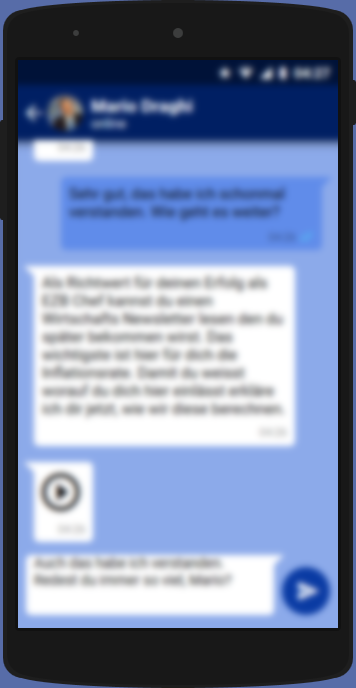 04:27
Mario Draghi
online
Sehr gut, das habe ich schonmal
verstanden. Wie geht es weiter?
Als Richtwert für deinen Erfolg als
EZB Chef kannst du einen
Wirtschafts Newsletter lesen den du
später bekommen wirst. Das
wichtigste ist hier für dich die
Inflationsrate. Damit du weisst
worauf du dich hier einlässt erkläre
ich dir jetzt, wie wir diese berechnen.
Auch das habe ich verstanden.
Redest du immer so viel, Mario?